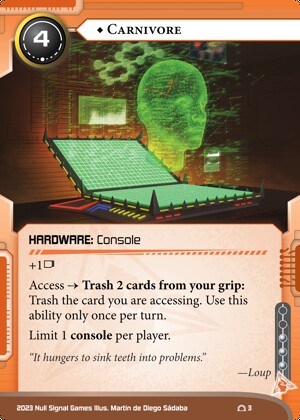 4
♦ CARNIVORE
HARDWARE: Console
+1
Access → Trash 2 cards from your grip:
Trash the card you are accessing. Use this
ability only once per turn.
Limit 1 console per player.
“It hungers to sink teeth into problems.”
—Loup
2023 Null Signal Games Illus. Martin de Diego Sádaba
3